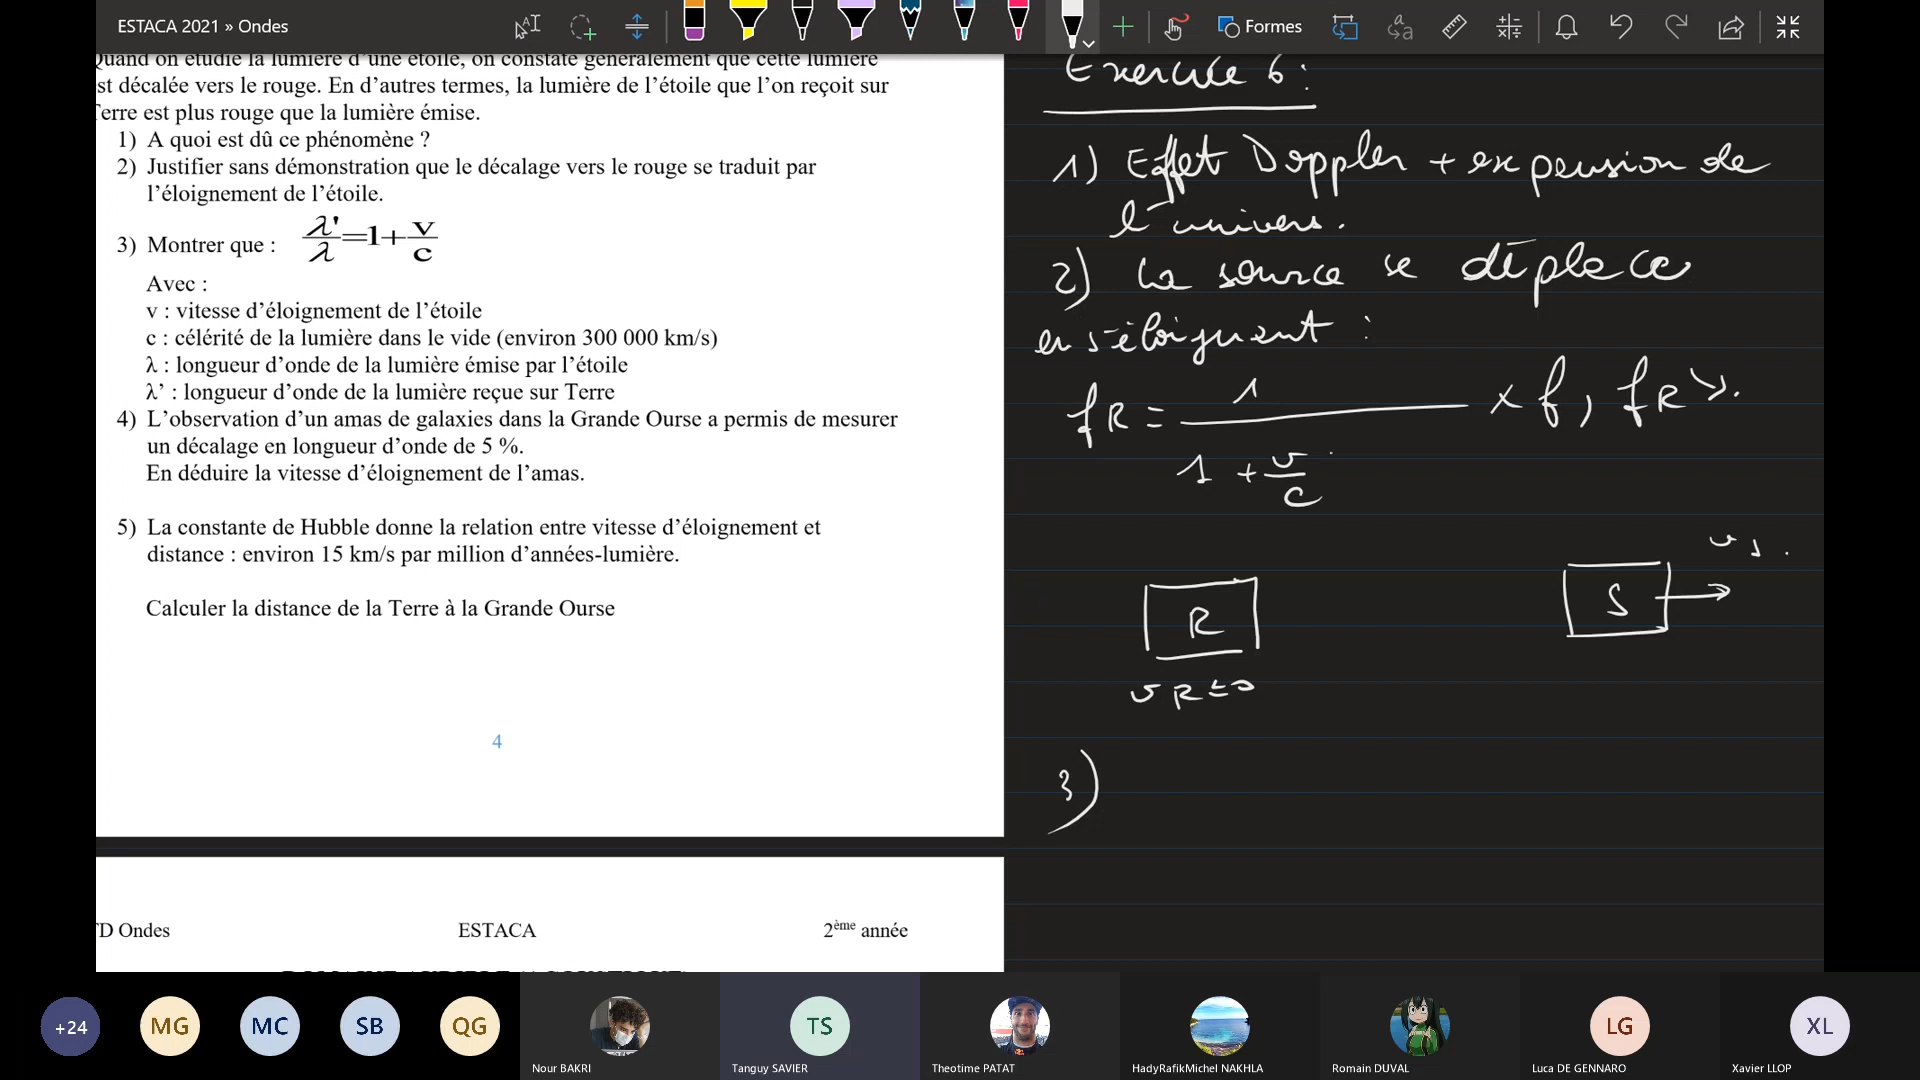 ESTACA 2021 » Ondes
Formes
Quand on étudie la lumière d'une étoile, on constate généralement que cette lumière
st décalée vers le rouge. En d'autres termes, la lumière de l'étoile que l'on reçoit sur
Terre est plus rouge que la lumière émise.
1) A quoi est dû ce phénomène ?
2) Justifier sans démonstration que le décalage vers le rouge se traduit par
l'éloignement de l'étoile.
3) Montrer que : λ'/λ=1+v/c
Avec :
v : vitesse d'éloignement de l'étoile
c : célérité de la lumière dans le vide (environ 300 000 km/s)
λ : longueur d'onde de la lumière émise par l'étoile
λ' : longueur d'onde de la lumière reçue sur Terre
4) L'observation d'un amas de galaxies dans la Grande Ourse a permis de mesurer
un décalage en longueur d'onde de 5 %.
En déduire la vitesse d'éloignement de l'amas.
5) La constante de Hubble donne la relation entre vitesse d'éloignement et
distance : environ 15 km/s par million d'années-lumière.
Calculer la distance de la Terre à la Grande Ourse
4
TD Ondes ESTACA 2ème année
Exercice 6 :
1) Effet Doppler + expension de
l'univers.
2) La source se déplace
en s'éloignent :
fR = 1/(1 + v/c) × f, fR ↘.
R
vR=0
S
vs.
3)
+24
MG
MC
SB
QG
Nour BAKRI
TS
Tanguy SAVIER
Theotime PATAT
HadyRafikMichel NAKHLA
Romain DUVAL
LG
Luca DE GENNARO
XL
Xavier LLOP